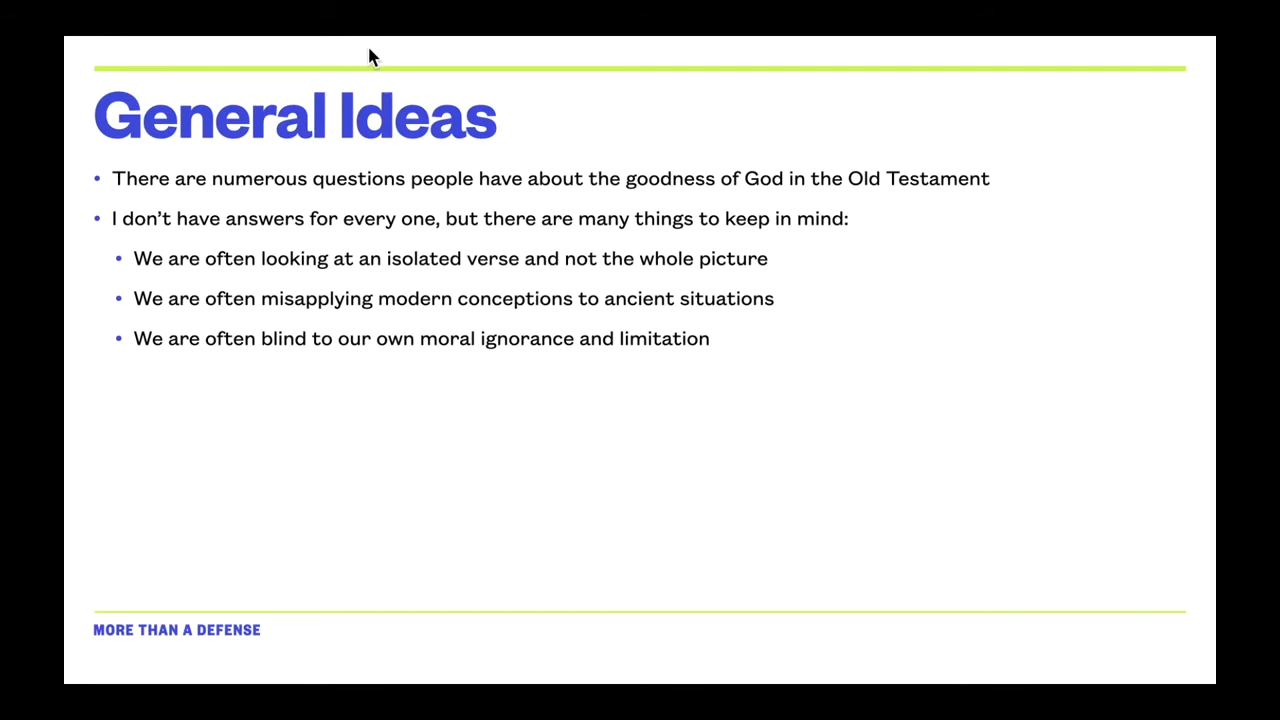 General Ideas
• There are numerous questions people have about the goodness of God in the Old Testament
• I don’t have answers for every one, but there are many things to keep in mind:
• We are often looking at an isolated verse and not the whole picture
• We are often misapplying modern conceptions to ancient situations
• We are often blind to our own moral ignorance and limitation
MORE THAN A DEFENSE